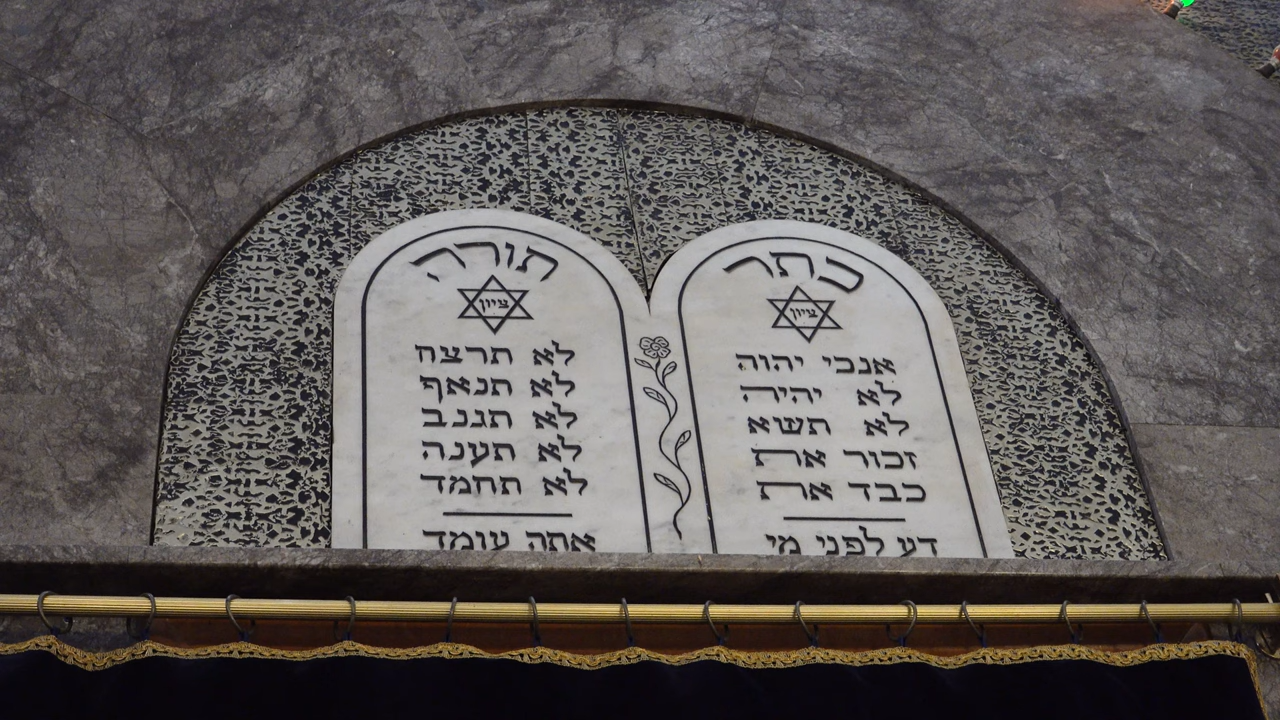 כתר
ציון
אנכי יהוה
לא יהיה
לא תשא
זכור את
כבד את
דע לפני מי
תורה
ציון
לא תרצח
לא תנאף
לא תגנב
לא תענה
לא תחמד
אתה עומד